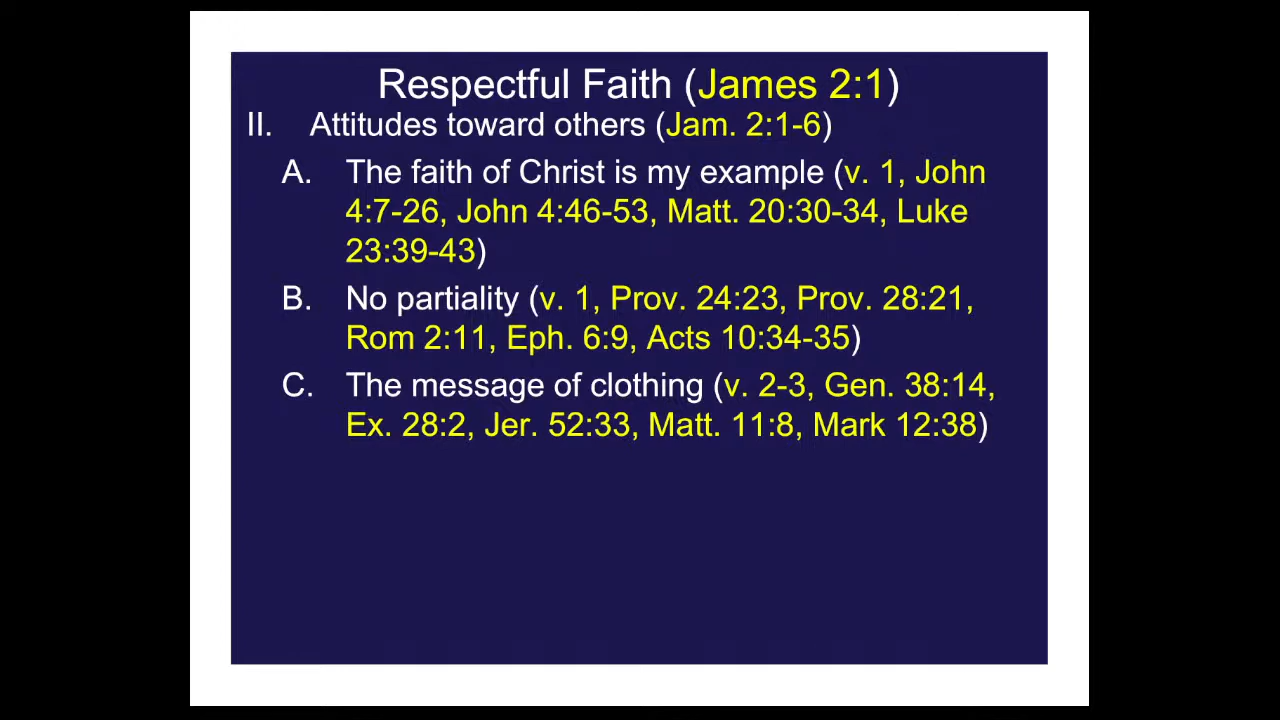 Respectful Faith (James 2:1)
II. Attitudes toward others (Jam. 2:1-6)
A. The faith of Christ is my example (v. 1, John
4:7-26, John 4:46-53, Matt. 20:30-34, Luke
23:39-43)
B. No partiality (v. 1, Prov. 24:23, Prov. 28:21,
Rom 2:11, Eph. 6:9, Acts 10:34-35)
C. The message of clothing (v. 2-3, Gen. 38:14,
Ex. 28:2, Jer. 52:33, Matt. 11:8, Mark 12:38)